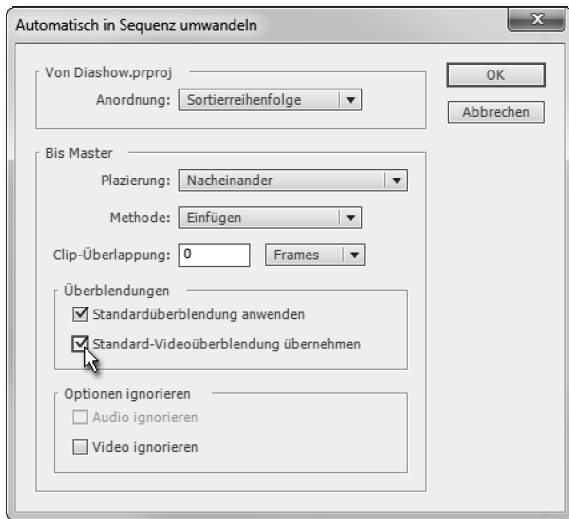 Automatisch in Sequenz umwandeln
Von Diashow.prproj
Anordnung: Sortierreihenfolge
OK
Abbrechen
Bis Master
Plazierung: Nacheinander
Methode: Einfügen
Clip-Überlappung: 0 Frames
Überblendungen
Standardüberblendung anwenden
Standard-Videoüberblendung übernehmen
Optionen ignorieren
Audio ignorieren
Video ignorieren